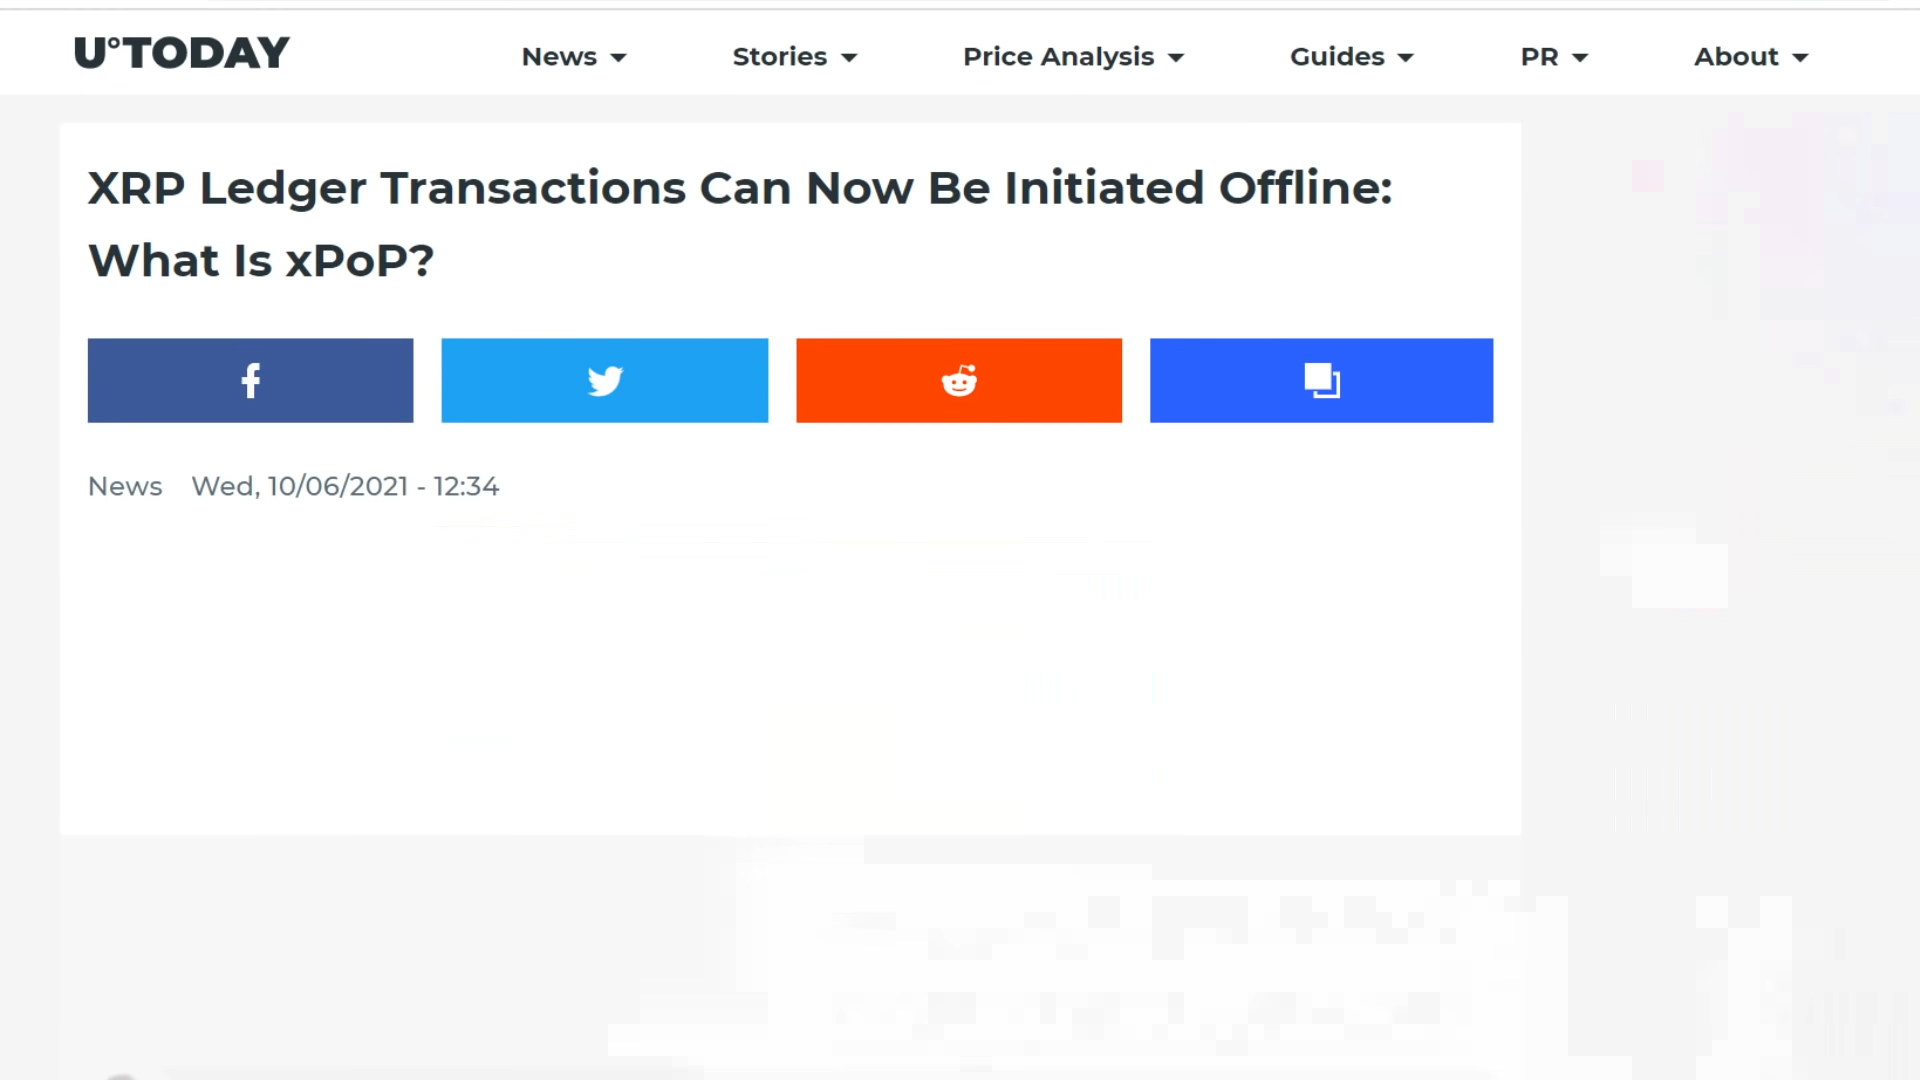 U°TODAY News Stories Price Analysis Guides PR About
XRP Ledger Transactions Can Now Be Initiated Offline:
What Is xPoP?
News Wed, 10/06/2021 - 12:34